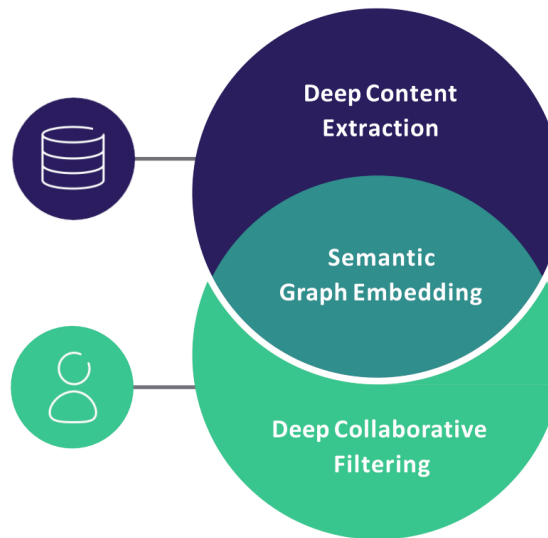 Deep Content
Extraction
Semantic
Graph Embedding
Deep Collaborative
Filtering